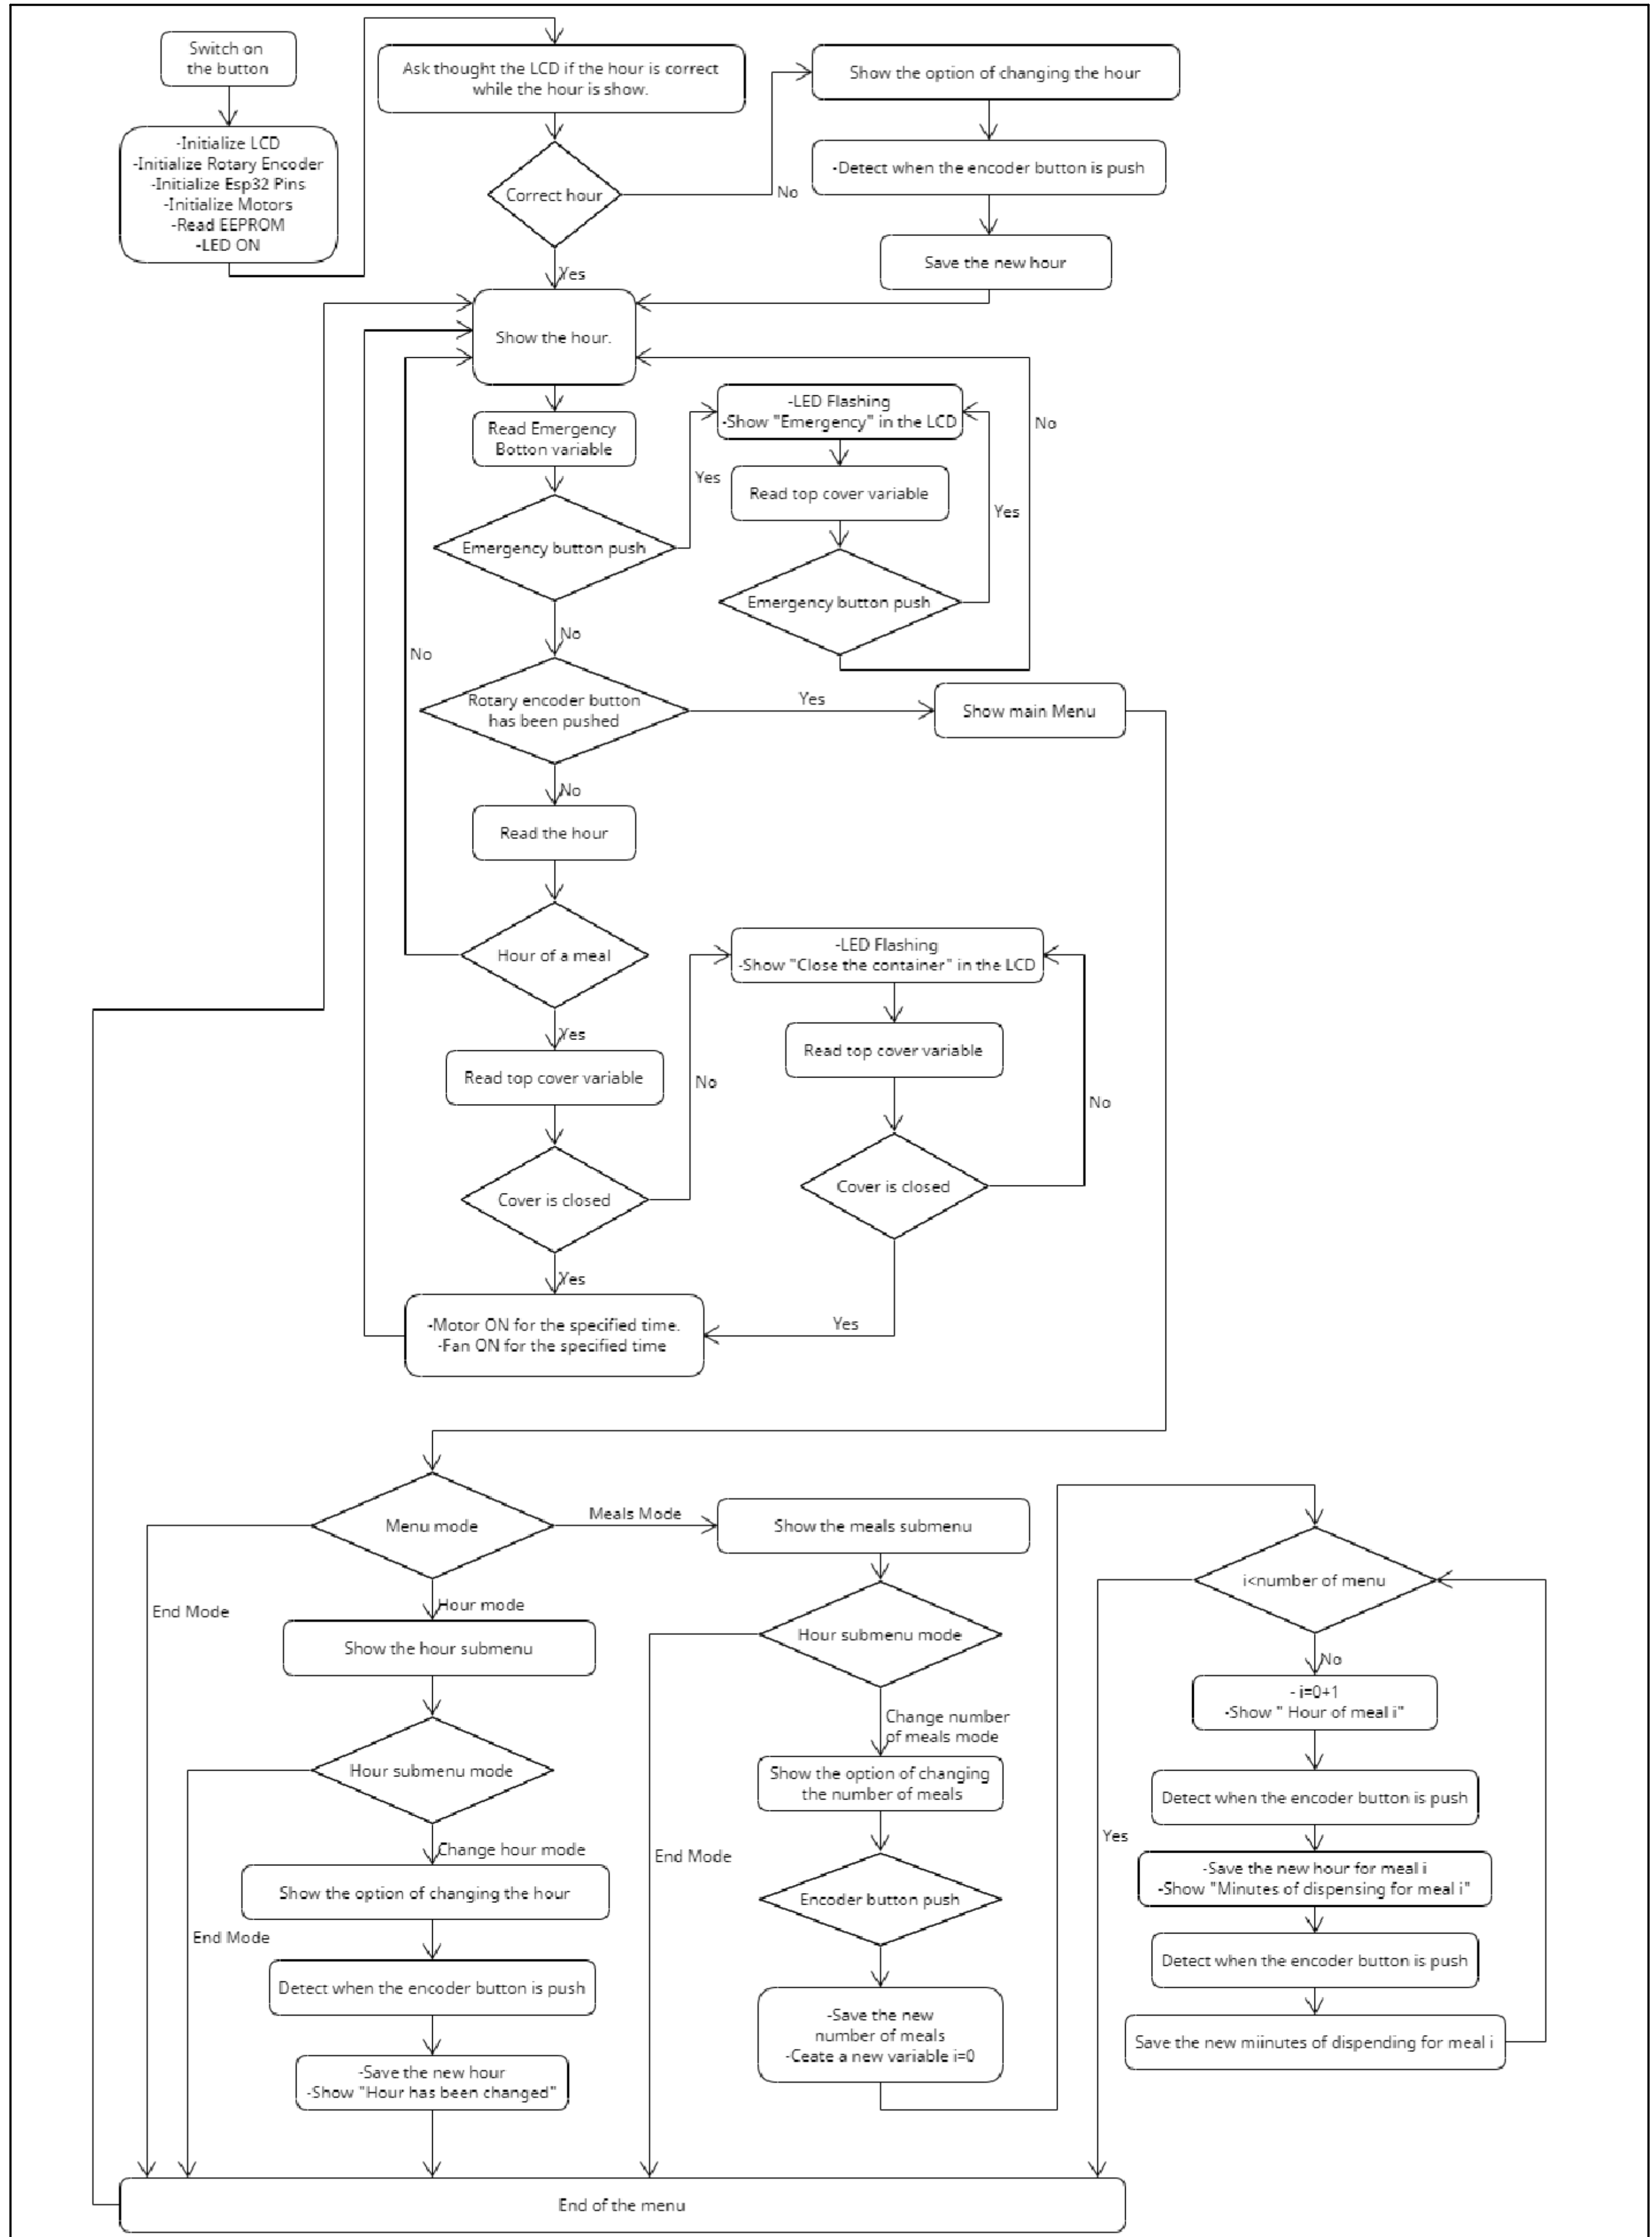 Switch on
the button
-Initialize LCD
-Initialize Rotary Encoder
-Initialize Esp32 Pins
-Initialize Motors
-Read EEPROM
-LED ON
Ask thought the LCD if the hour is correct
while the hour is show.
Correct hour
No
Yes
Show the option of changing the hour
-Detect when the encoder button is push
Save the new hour
Show the hour.
Read Emergency
Botton variable
Emergency button push
Yes
No
-LED Flashing
-Show "Emergency" in the LCD
Read top cover variable
Emergency button push
Yes
No
Rotary encoder button
has been pushed
Yes
No
Show main Menu
Read the hour
Hour of a meal
No
Yes
Read top cover variable
Cover is closed
No
Yes
-LED Flashing
-Show "Close the container" in the LCD
Read top cover variable
Cover is closed
No
Yes
-Motor ON for the specified time.
-Fan ON for the specified time
Menu mode
End Mode
Hour mode
Meals Mode
Show the hour submenu
Hour submenu mode
End Mode
Change hour mode
Show the option of changing the hour
Detect when the encoder button is push
-Save the new hour
-Show "Hour has been changed"
Show the meals submenu
Hour submenu mode
End Mode
Change number
of meals mode
Show the option of changing
the number of meals
Encoder button push
-Save the new
number of meals
-Ceate a new variable i=0
i<number of menu
Yes
No
- i=0+1
-Show " Hour of meal i"
Detect when the encoder button is push
-Save the new hour for meal i
-Show "Minutes of dispensing for meal i"
Detect when the encoder button is push
Save the new miinutes of dispending for meal i
End of the menu